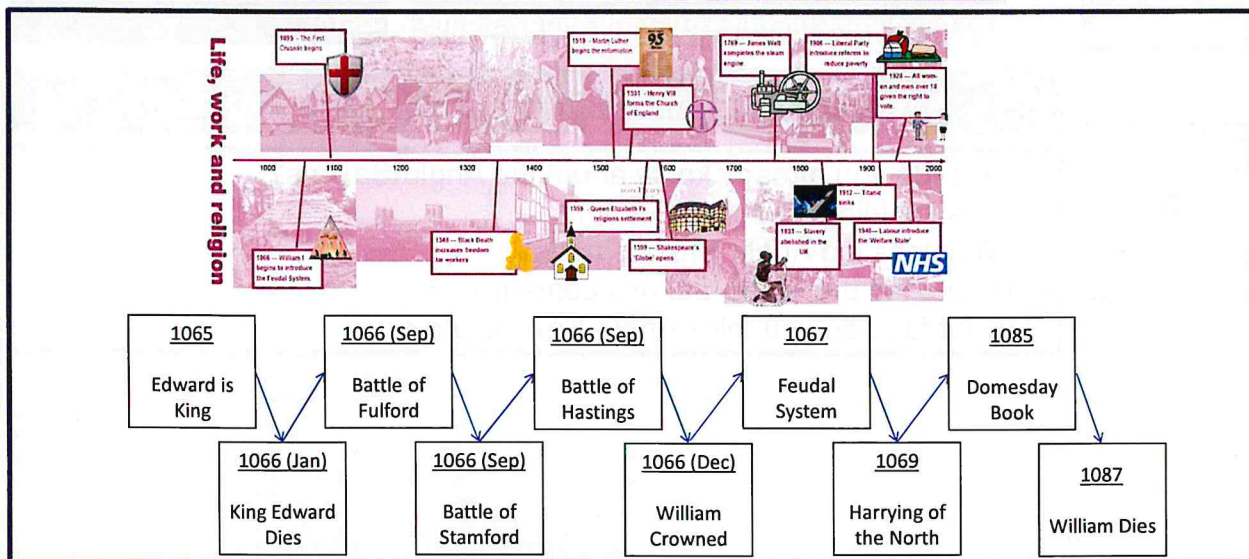 Life, work and religion
1095 – The First
Crusade begins
1519 – Martin Luther
begins the reformation
95
1531 – Henry VIII
forms the Church
of England
1769 — James Watt
completes the steam
engine.
1906 — Liberal Party
introduce reforms to
reduce poverty
1928 — All wom-
en and men over 18
given the right to
vote.
1000 1100 1200 1300 1400 1500 1600 1700 1800 1900 2000
1066 — William I
begins to introduce
the Feudal System.
1348 — Black Death
increases freedom
for workers
1559 – Queen Elizabeth I's
religious settlement
1599 — Shakespeare's
'Globe' opens
1833 — Slavery
abolished in the
UK
1912 — Titanic
sinks
1948 — Labour introduce
the 'Welfare State'
NHS
1065
Edward is
King
1066 (Jan)
King Edward
Dies
1066 (Sep)
Battle of
Fulford
1066 (Sep)
Battle of
Stamford
1066 (Sep)
Battle of
Hastings
1066 (Dec)
William
Crowned
1067
Feudal
System
1069
Harrying of
the North
1085
Domesday
Book
1087
William Dies